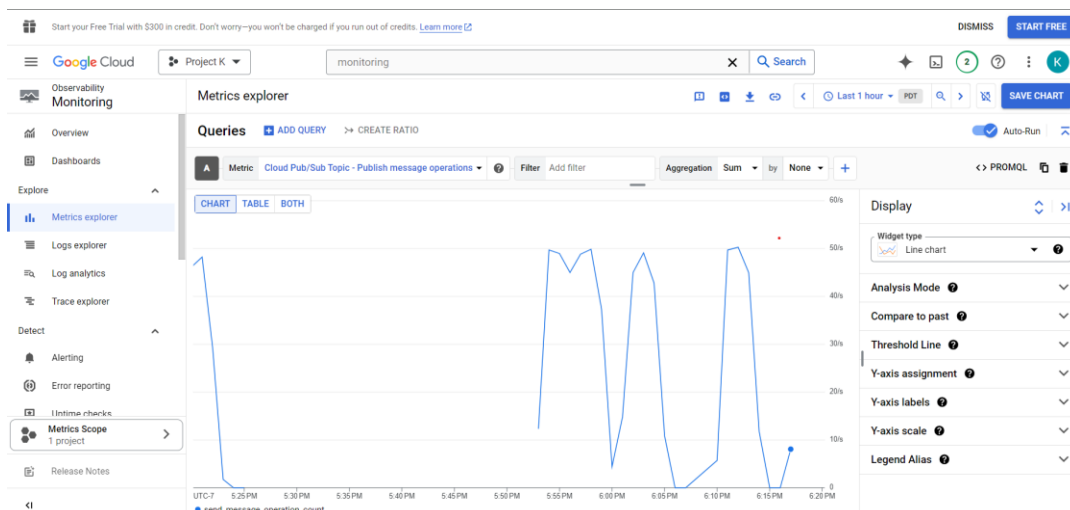 Start your Free Trial with $300 in credit. Don't worry—you won't be charged if you run out of credits. Learn more
DISMISS
START FREE
Google Cloud
Project K
monitoring
Search
2
K
Observability
Monitoring
Metrics explorer
Last 1 hour
PDT
SAVE CHART
Overview
Dashboards
Explore
Metrics explorer
Logs explorer
Log analytics
Trace explorer
Detect
Alerting
Error reporting
Uptime checks
Metrics Scope
1 project
Release Notes
Queries
ADD QUERY
CREATE RATIO
Auto-Run
A
Metric
Cloud Pub/Sub Topic - Publish message operations
Filter
Add filter
Aggregation
Sum
by
None
<> PROMQL
CHART
TABLE
BOTH
60/s
50/s
40/s
30/s
20/s
10/s
0
UTC-7
5:25 PM
5:30 PM
5:35 PM
5:40 PM
5:45 PM
5:50 PM
5:55 PM
6:00 PM
6:05 PM
6:10 PM
6:15 PM
6:20 PM
send_message_operation_count
Display
Widget type
Line chart
Analysis Mode
Compare to past
Threshold Line
Y-axis assignment
Y-axis labels
Y-axis scale
Legend Alias